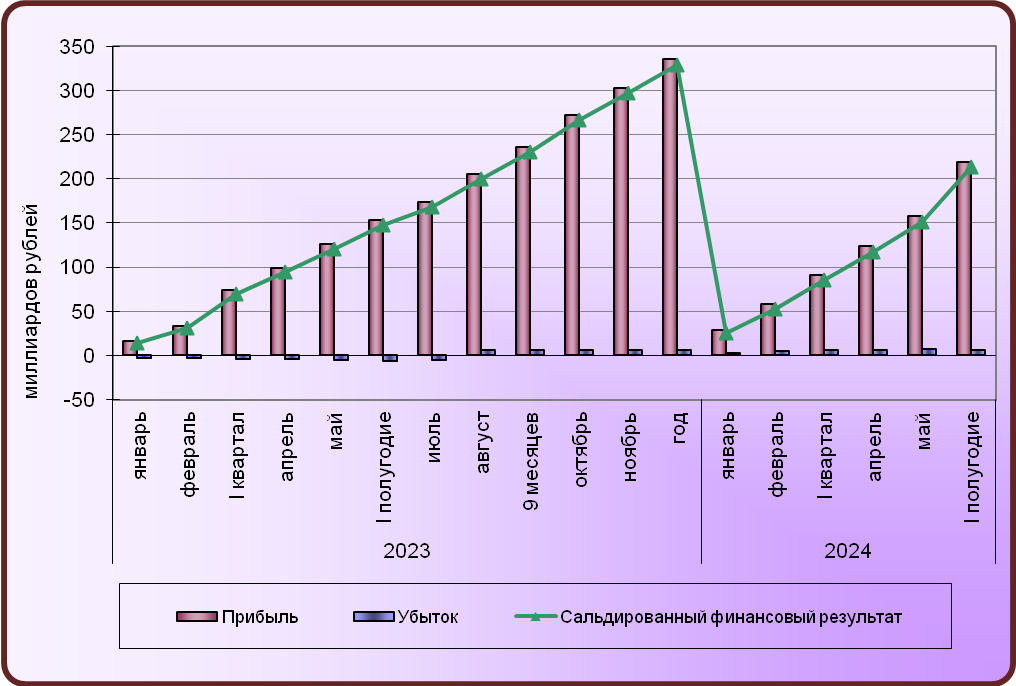 миллиардов рублей
350
300
250
200
150
100
50
0
-50
январь
февраль
I квартал
апрель
май
I полугодие
июль
август
9 месяцев
октябрь
ноябрь
год
январь
февраль
I квартал
апрель
май
I полугодие
2023
2024
Прибыль
Убыток
Сальдированный финансовый результат